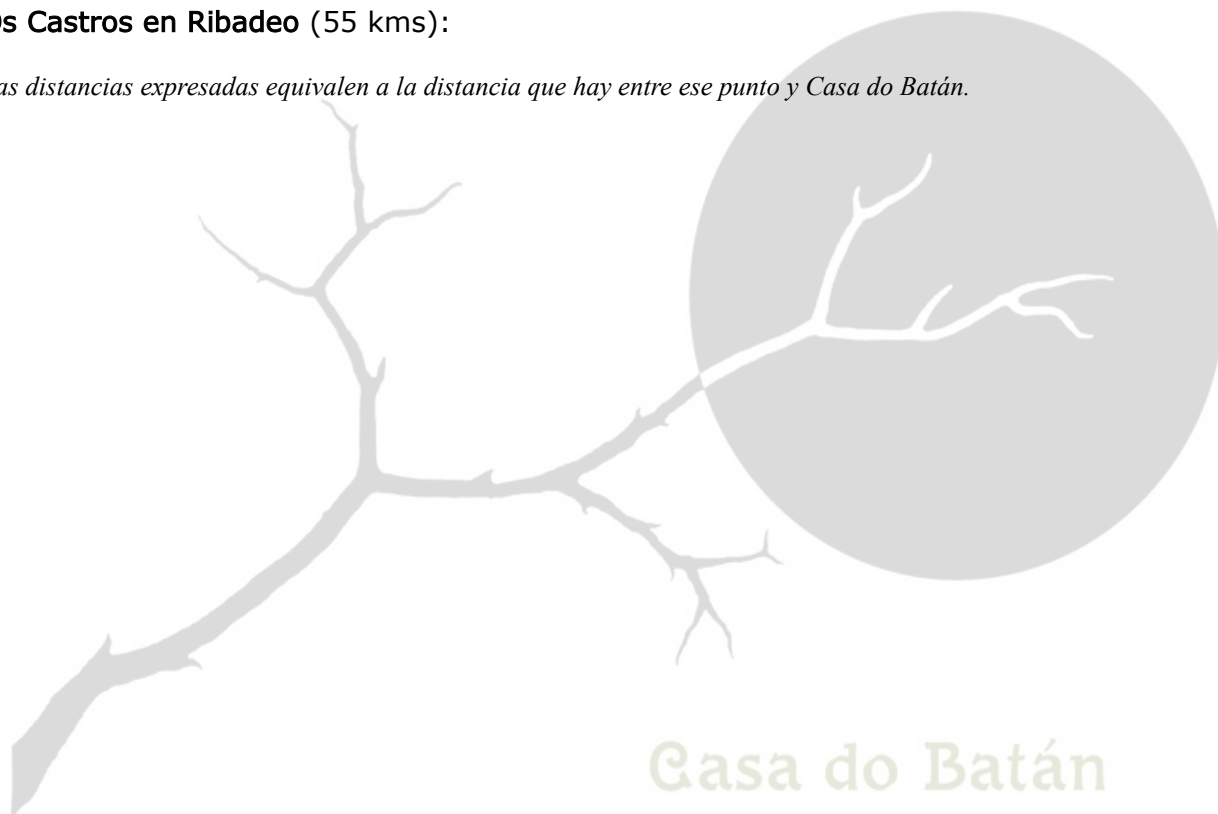 s Castros en Ribadeo (55 kms):
as distancias expresadas equivalen a la distancia que hay entre ese punto y Casa do Batán.
Casa do Batán